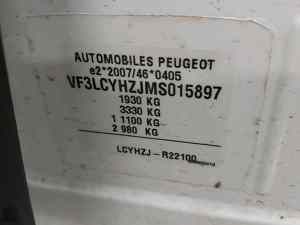 AUTOMOBILES PEUGEOT
e2*2007/46*0405
VF3LCYHZJMS015897
1930 KG
3330 KG
1 1100 KG
2 980 KG
LCYHZJ-R22100